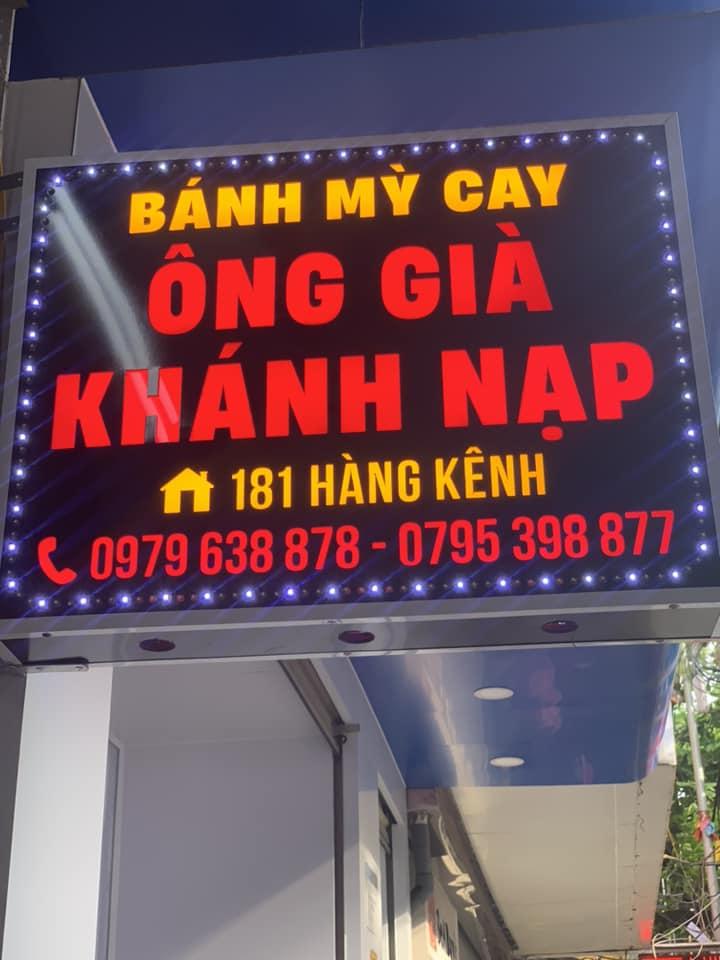 BÁNH MỲ CAY
ÔNG GIÀ
KHÁNH NẠP
181 HÀNG KÊNH
0979 638 878 - 0795 398 877